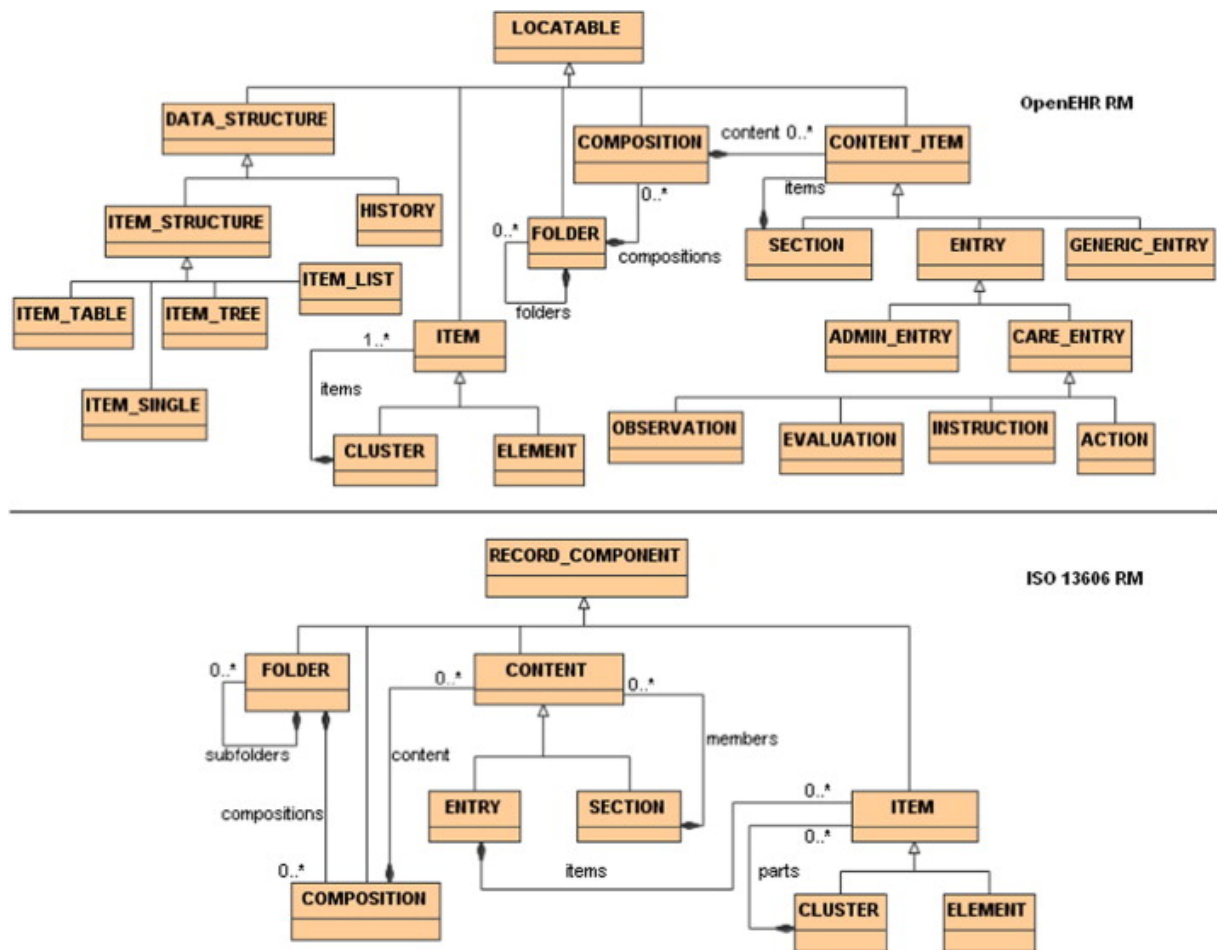 LOCATABLE
OpenEHR RM
DATA_STRUCTURE
COMPOSITION
content 0..*
CONTENT_ITEM
0..*
items
ITEM_STRUCTURE
HISTORY
0..*
FOLDER
compositions
SECTION
ENTRY
GENERIC_ENTRY
ITEM_LIST
ITEM_TABLE
ITEM_TREE
folders
1..*
ITEM
ADMIN_ENTRY
CARE_ENTRY
items
ITEM_SINGLE
CLUSTER
ELEMENT
OBSERVATION
EVALUATION
INSTRUCTION
ACTION
RECORD_COMPONENT
ISO 13606 RM
0..*
FOLDER
0..*
CONTENT
0..*
subfolders
content
members
compositions
ENTRY
SECTION
0..*
ITEM
0..*
0..*
COMPOSITION
items
parts
CLUSTER
ELEMENT